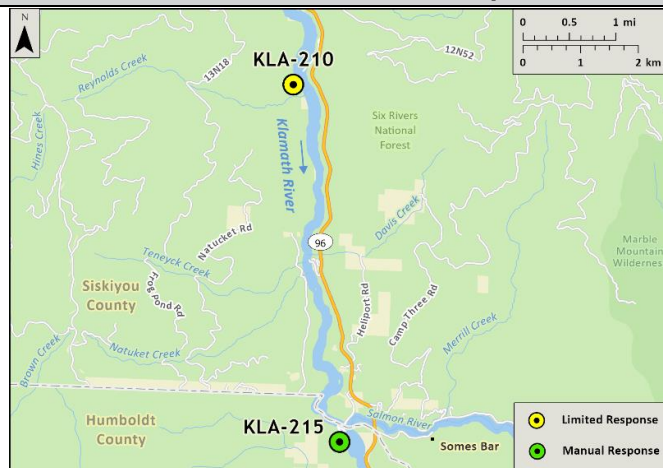 N
0 0.5 1 mi
0 1 2 km
12N52
KLA-210
13N18
Reynolds Creek
Hines Creek
Six Rivers
National
Forest
Klamath River
Davis Creek
Natucket Rd
96
Marble
Mountain
Wilderness
Teneyck Creek
Siskiyou
County
Frog Pond Rd
Heliport Rd
Camp Three Rd
Merrill Creek
Natuket Creek
Brown Creek
Humboldt
County
KLA-215
Salmon River
Somes Bar
Limited Response
Manual Response